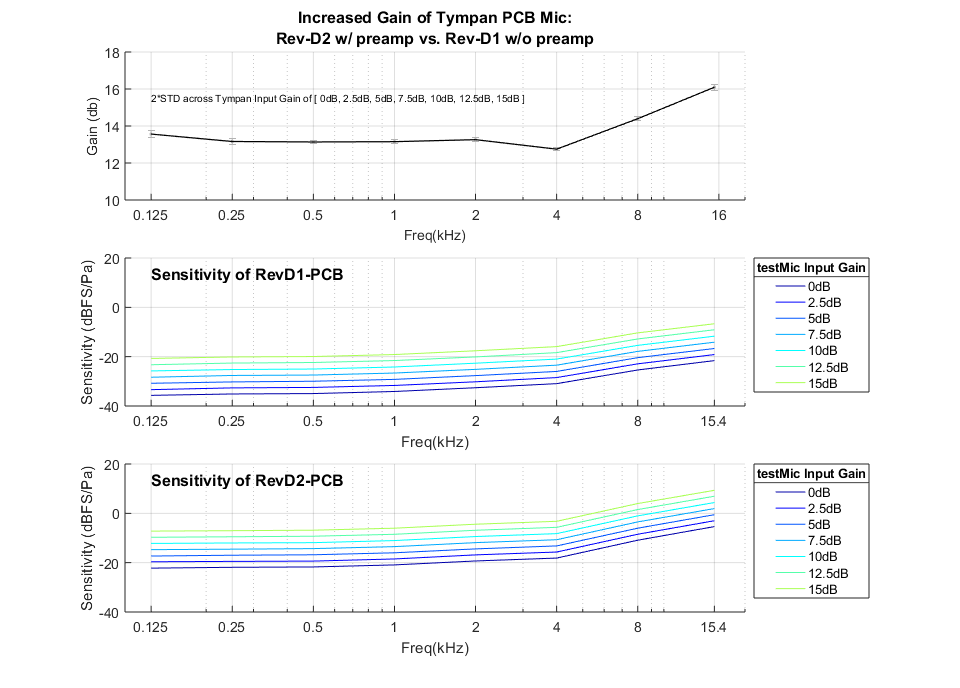 Increased Gain of Tympan PCB Mic:
Rev-D2 w/ preamp vs. Rev-D1 w/o preamp
18
16
14
12
10
Gain (db)
2*STD across Tympan Input Gain of [ 0dB, 2.5dB, 5dB, 7.5dB, 10dB, 12.5dB, 15dB ]
0.125 0.25 0.5 1 2 4 8 16
Freq(kHz)
20
0
-20
-40
Sensitivity (dBFS/Pa)
Sensitivity of RevD1-PCB
0.125 0.25 0.5 1 2 4 8 15.4
Freq(kHz)
testMic Input Gain
0dB
2.5dB
5dB
7.5dB
10dB
12.5dB
15dB
20
0
-20
-40
Sensitivity (dBFS/Pa)
Sensitivity of RevD2-PCB
0.125 0.25 0.5 1 2 4 8 15.4
Freq(kHz)
testMic Input Gain
0dB
2.5dB
5dB
7.5dB
10dB
12.5dB
15dB